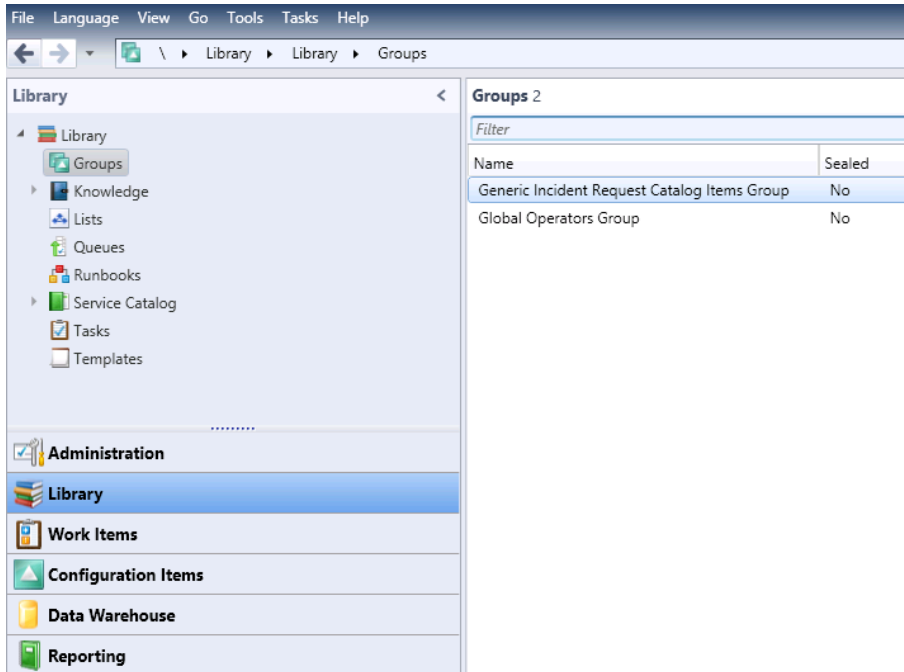 File Language View Go Tools Tasks Help
\ Library Library Groups
Library
Library
Groups
Knowledge
Lists
Queues
Runbooks
Service Catalog
Tasks
Templates
Administration
Library
Work Items
Configuration Items
Data Warehouse
Reporting
Groups 2
Filter
Name Sealed
Generic Incident Request Catalog Items Group No
Global Operators Group No